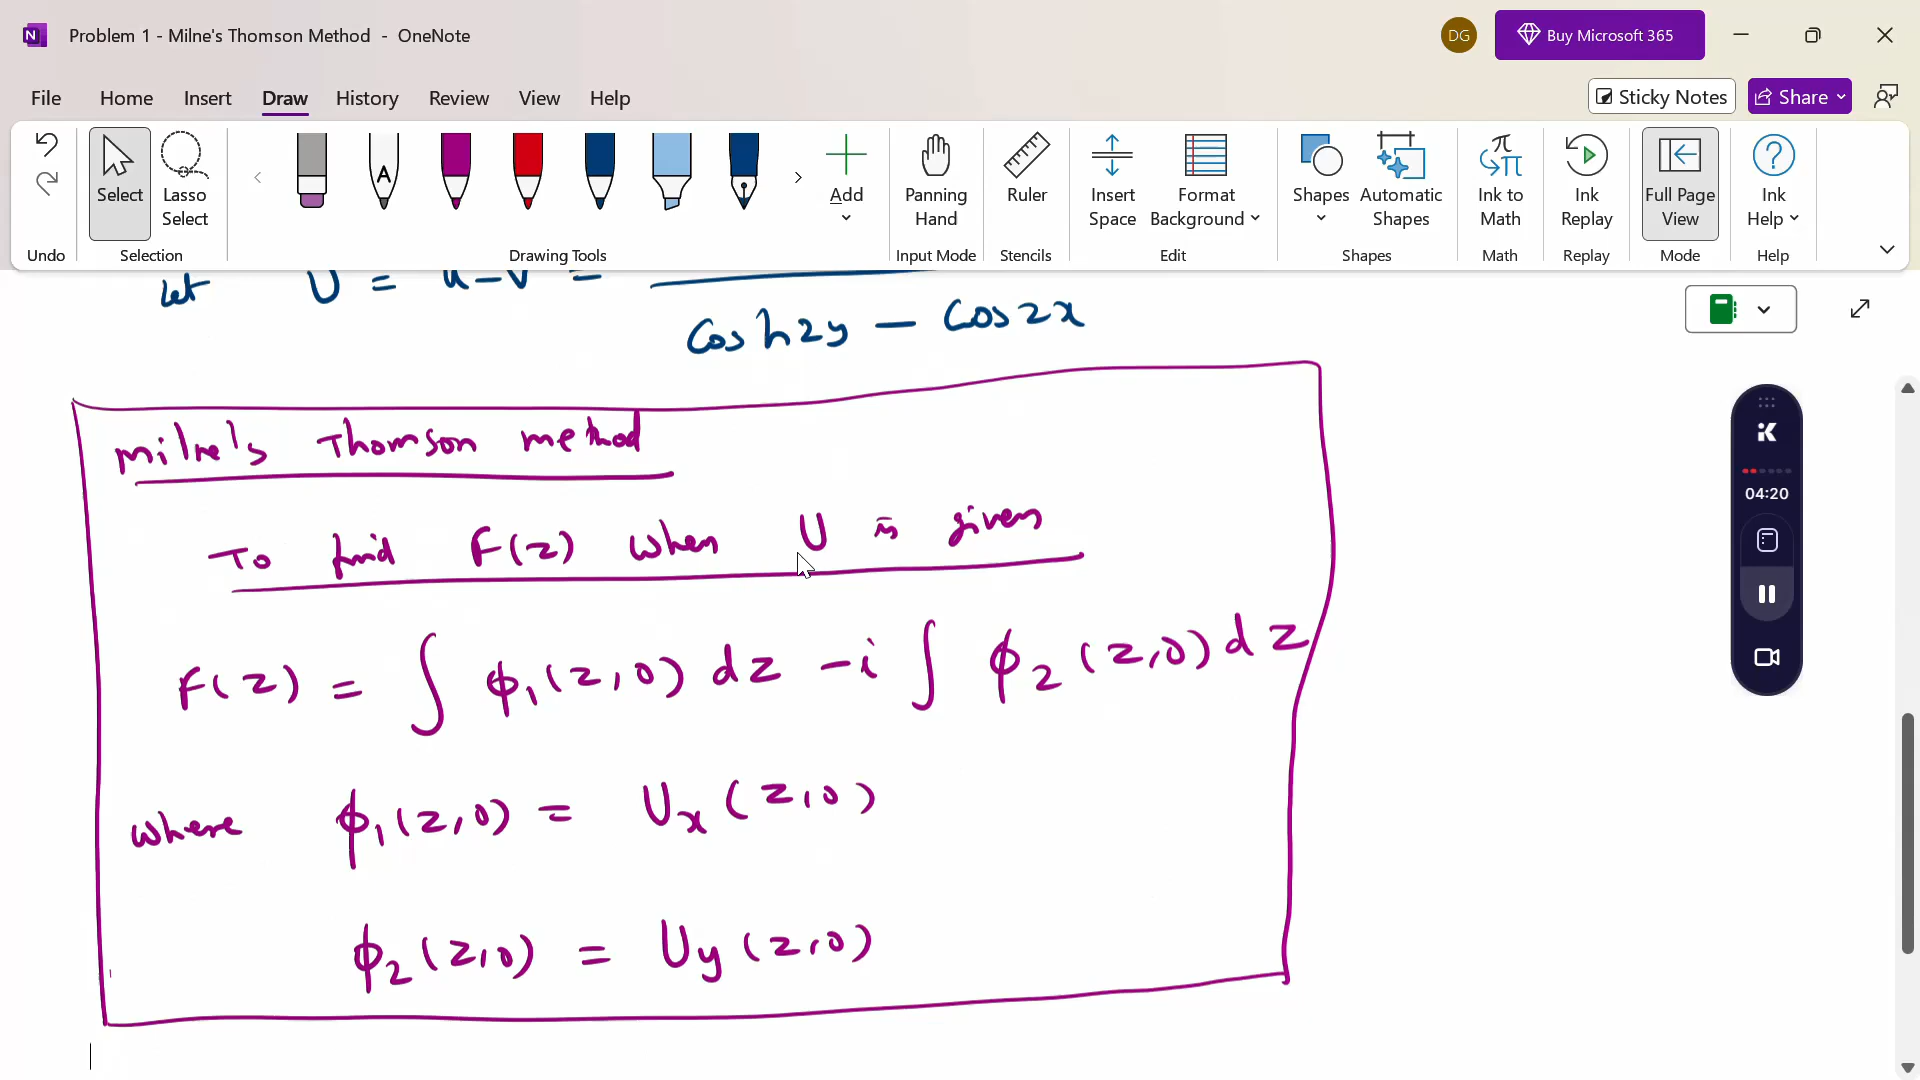 Problem 1 - Milne's Thomson Method - OneNote
DG
Buy Microsoft 365
File Home Insert Draw History Review View Help
Sticky Notes
Share
Select
Lasso Select
A
Add
Panning Hand
Ruler
Insert Space
Format Background
Shapes
Automatic Shapes
Ink to Math
Ink Replay
Full Page View
Ink Help
Undo
Selection
Drawing Tools
Input Mode
Stencils
Edit
Shapes
Math
Replay
Mode
Help
Let U = u-v =
Cosh2y - Cos2x
Milne's Thomson method
To find F(z) when U is given
F(z) = ∫ ϕ₁(z,0) dz - i ∫ ϕ₂(z,0) dz
where ϕ₁(z,0) = Uₓ(z,0)
ϕ₂(z,0) = Uy(z,0)
04:20